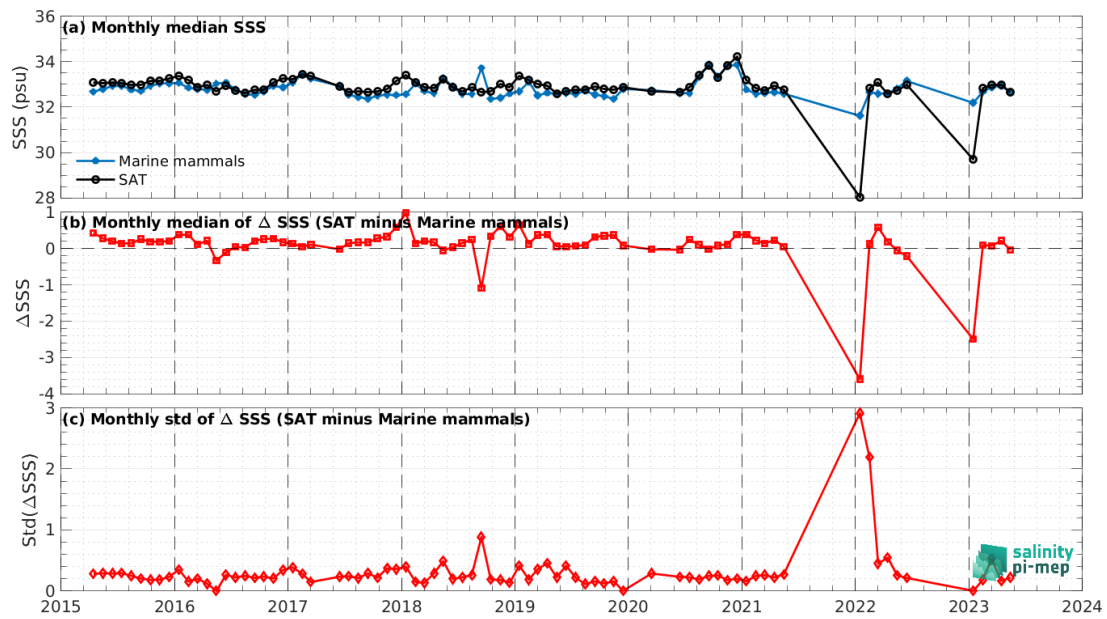 (a) Monthly median SSS
36
34
32
30
28
SSS (psu)
Marine mammals
SAT
(b) Monthly median of Δ SSS (SAT minus Marine mammals)
1
0
-1
-2
-3
-4
ΔSSS
(c) Monthly std of Δ SSS (SAT minus Marine mammals)
3
2
1
0
Std(ΔSSS)
salinity
pi-mep
2015 2016 2017 2018 2019 2020 2021 2022 2023 2024